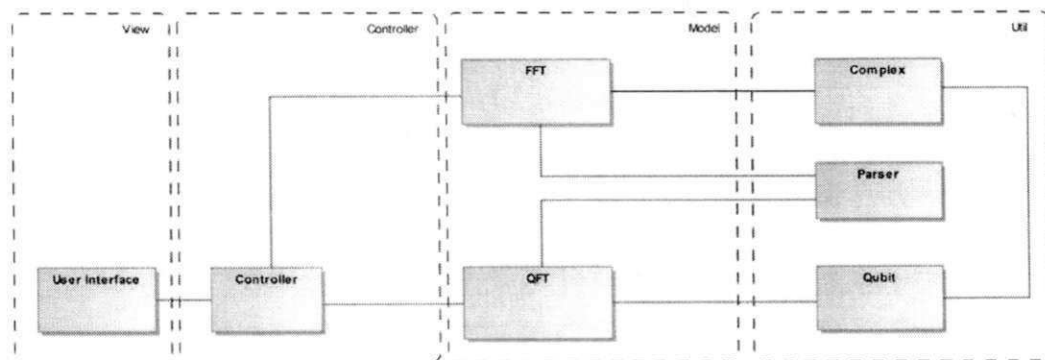 View
Controller
Model
Util
FFT
Complex
Parser
User Interface
Controller
QFT
Qubit